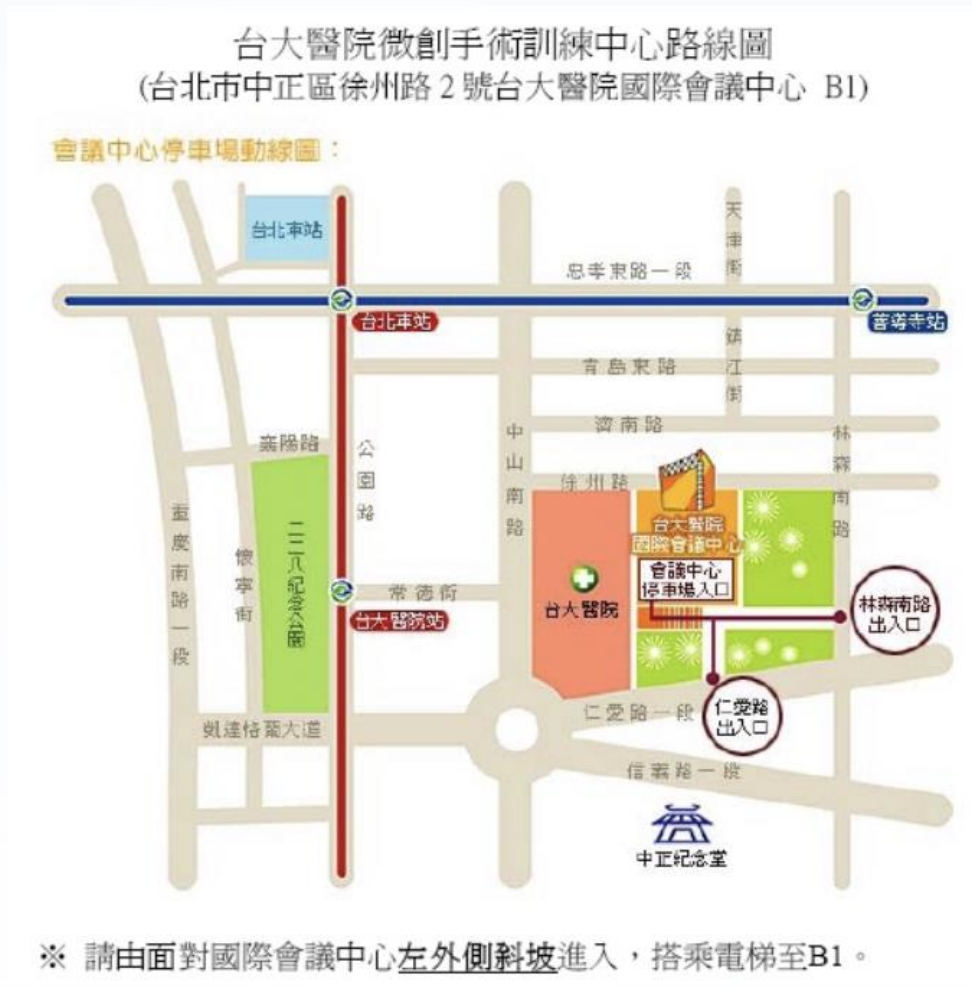 台大醫院微創手術訓練中心路線圖
(台北市中正區徐州路 2 號台大醫院國際會議中心 B1)
會議中心停車場動線圖：
台北車站
天津街
忠孝東路一段
台北車站
善導寺站
鎮江街
青島東路
濟南路
襄陽路
公園路
中山南路
林森南路
徐州路
台大醫院
國際會議中心
重慶南路一段
懷寧街
二二八紀念公園
會議中心
停車場入口
常德街
台大醫院站
台大醫院
林森南路
出入口
仁愛路一段
仁愛路
出入口
凱達格蘭大道
信義路一段
中正紀念堂
※ 請由面對國際會議中心左外側斜坡進入，搭乘電梯至B1。